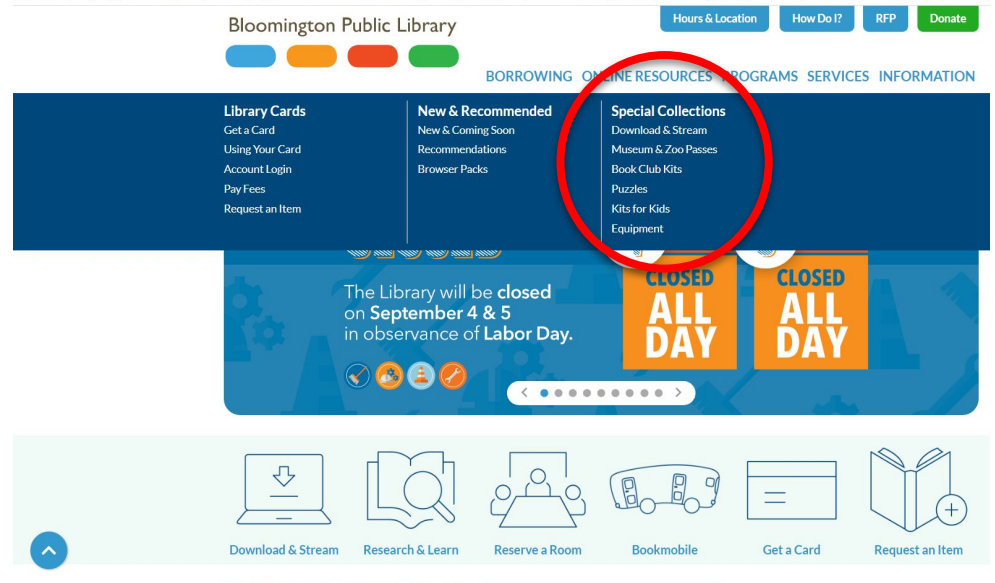 Bloomington Public Library
Hours & Location
How Do I?
RFP
Donate
BORROWING ONLINE RESOURCES PROGRAMS SERVICES INFORMATION
Library Cards
Get a Card
Using Your Card
Account Login
Pay Fees
Request an Item
New & Recommended
New & Coming Soon
Recommendations
Browser Packs
Special Collections
Download & Stream
Museum & Zoo Passes
Book Club Kits
Puzzles
Kits for Kids
Equipment
The Library will be closed
on September 4 & 5
in observance of Labor Day.
CLOSED
ALL
DAY
CLOSED
ALL
DAY
Download & Stream
Research & Learn
Reserve a Room
Bookmobile
Get a Card
Request an Item